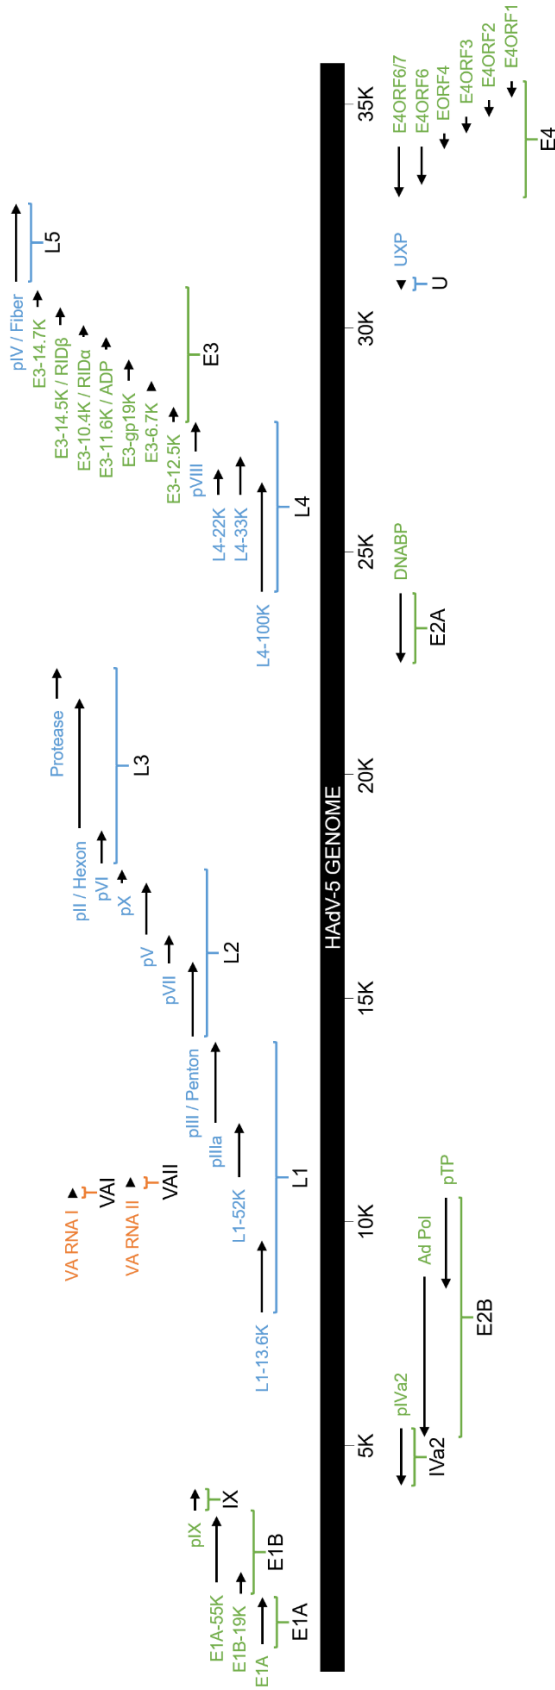 pIV / Fiber
L5
E3-14.7K
E3-14.5K / RIDβ
E3-10.4K / RIDα
E3-11.6K / ADP
E3-gp19K
E3-6.7K
E3-12.5K
E3
pVIII
L4-22K
L4-33K
L4-100K
L4
Protease
pII / Hexon
pVI
L3
pX
pV
pVII
pIII / Penton
L2
VA RNA I
VAI
VA RNA II
VAII
pIIIa
L1-52K
L1-13.6K
L1
pIX
IX
E1A-55K
E1B-19K
E1B
E1A
E1A
HAdV-5 GENOME
5K
10K
15K
20K
25K
30K
35K
pIVa2
IVa2
Ad Pol
pTP
E2B
DNABP
E2A
UXP
U
E4ORF6/7
E4ORF6
EORF4
E4ORF3
E4ORF2
E4ORF1
E4